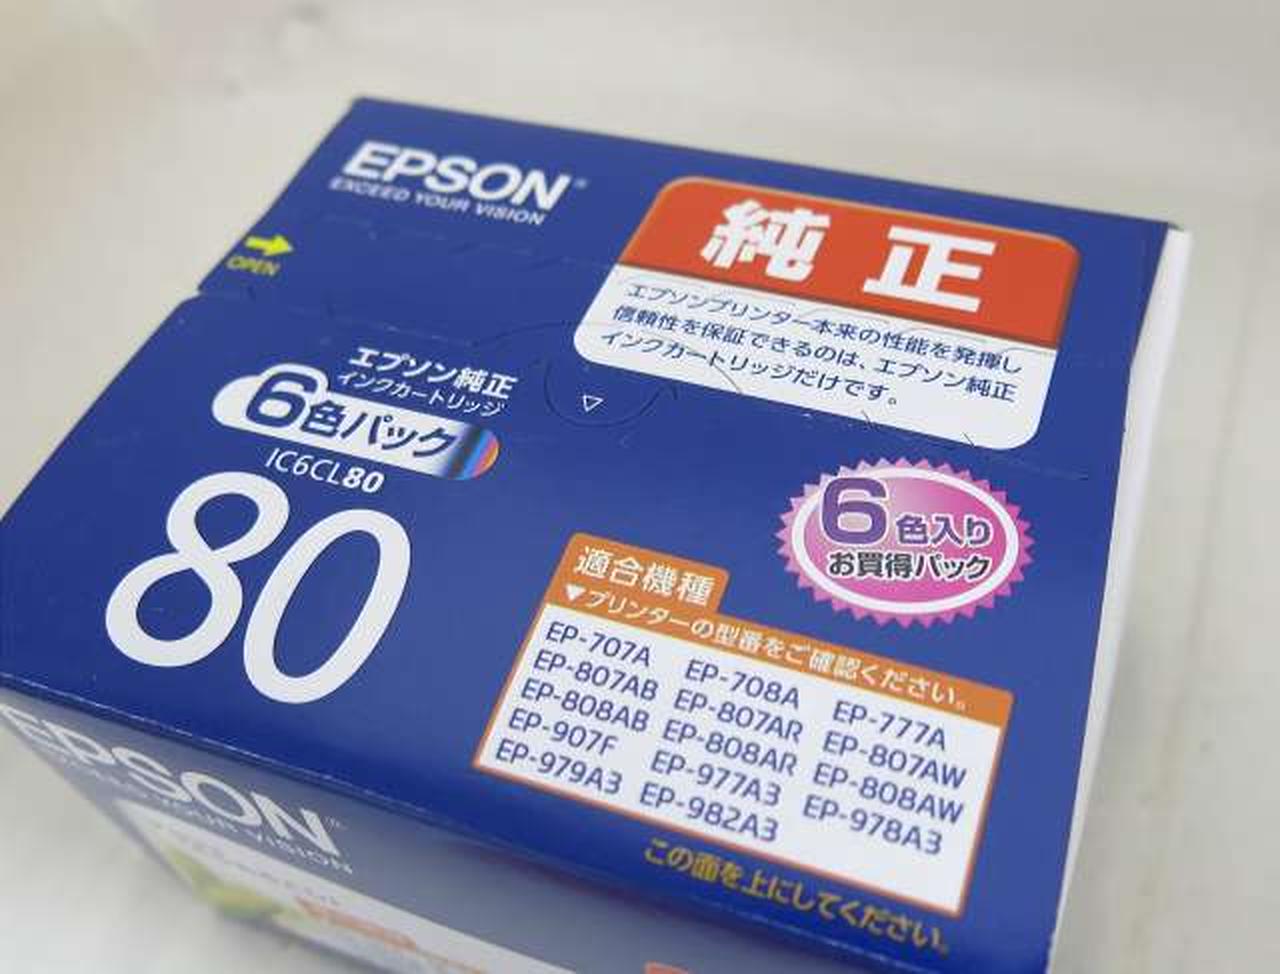 EPSON
EXCEED YOUR VISION
OPEN
純正
エプソンプリンター本来の性能を発揮し
信頼性を保証できるのは、エプソン純正
インクカートリッジだけです。
エプソン純正
インクカートリッジ
6色パック
IC6CL80
80
6色入り
お買得パック
適合機種
▼プリンターの型番をご確認ください。
EP-707A EP-708A EP-777A
EP-807AB EP-807AR EP-807AW
EP-808AB EP-808AR EP-808AW
EP-907F EP-977A3 EP-978A3
EP-979A3 EP-982A3
この面を上にしてください。
EPSON
EXCEED YOUR VISION